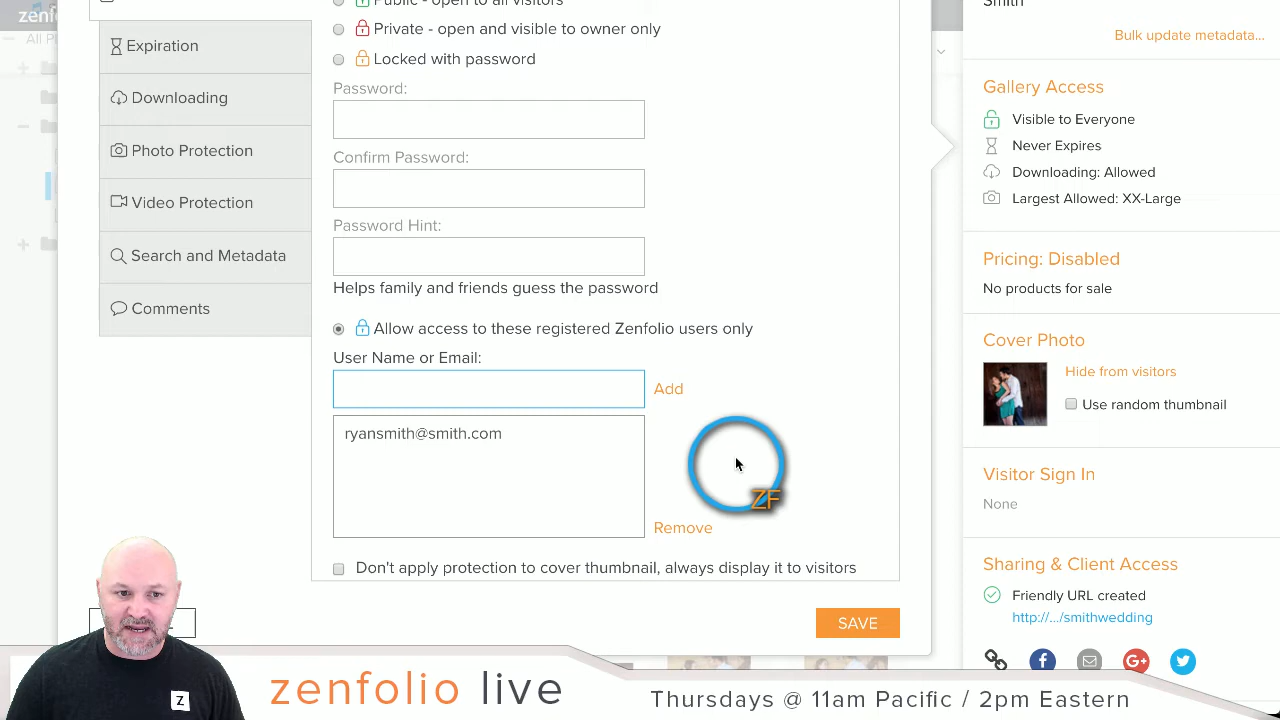 zenfolio
All Pl
Public - open to all visitors
Private - open and visible to owner only
Locked with password
Expiration
Downloading
Photo Protection
Video Protection
Search and Metadata
Comments
Password:
Confirm Password:
Password Hint:
Helps family and friends guess the password
Allow access to these registered Zenfolio users only
User Name or Email:
Add
ryansmith@smith.com
Remove
ZF
Don't apply protection to cover thumbnail, always display it to visitors
SAVE
Smith
Bulk update metadata...
Gallery Access
Visible to Everyone
Never Expires
Downloading: Allowed
Largest Allowed: XX-Large
Pricing: Disabled
No products for sale
Cover Photo
Hide from visitors
Use random thumbnail
Visitor Sign In
None
Sharing & Client Access
Friendly URL created
http://.../smithwedding
Z
zenfolio live
Thursdays @ 11am Pacific / 2pm Eastern